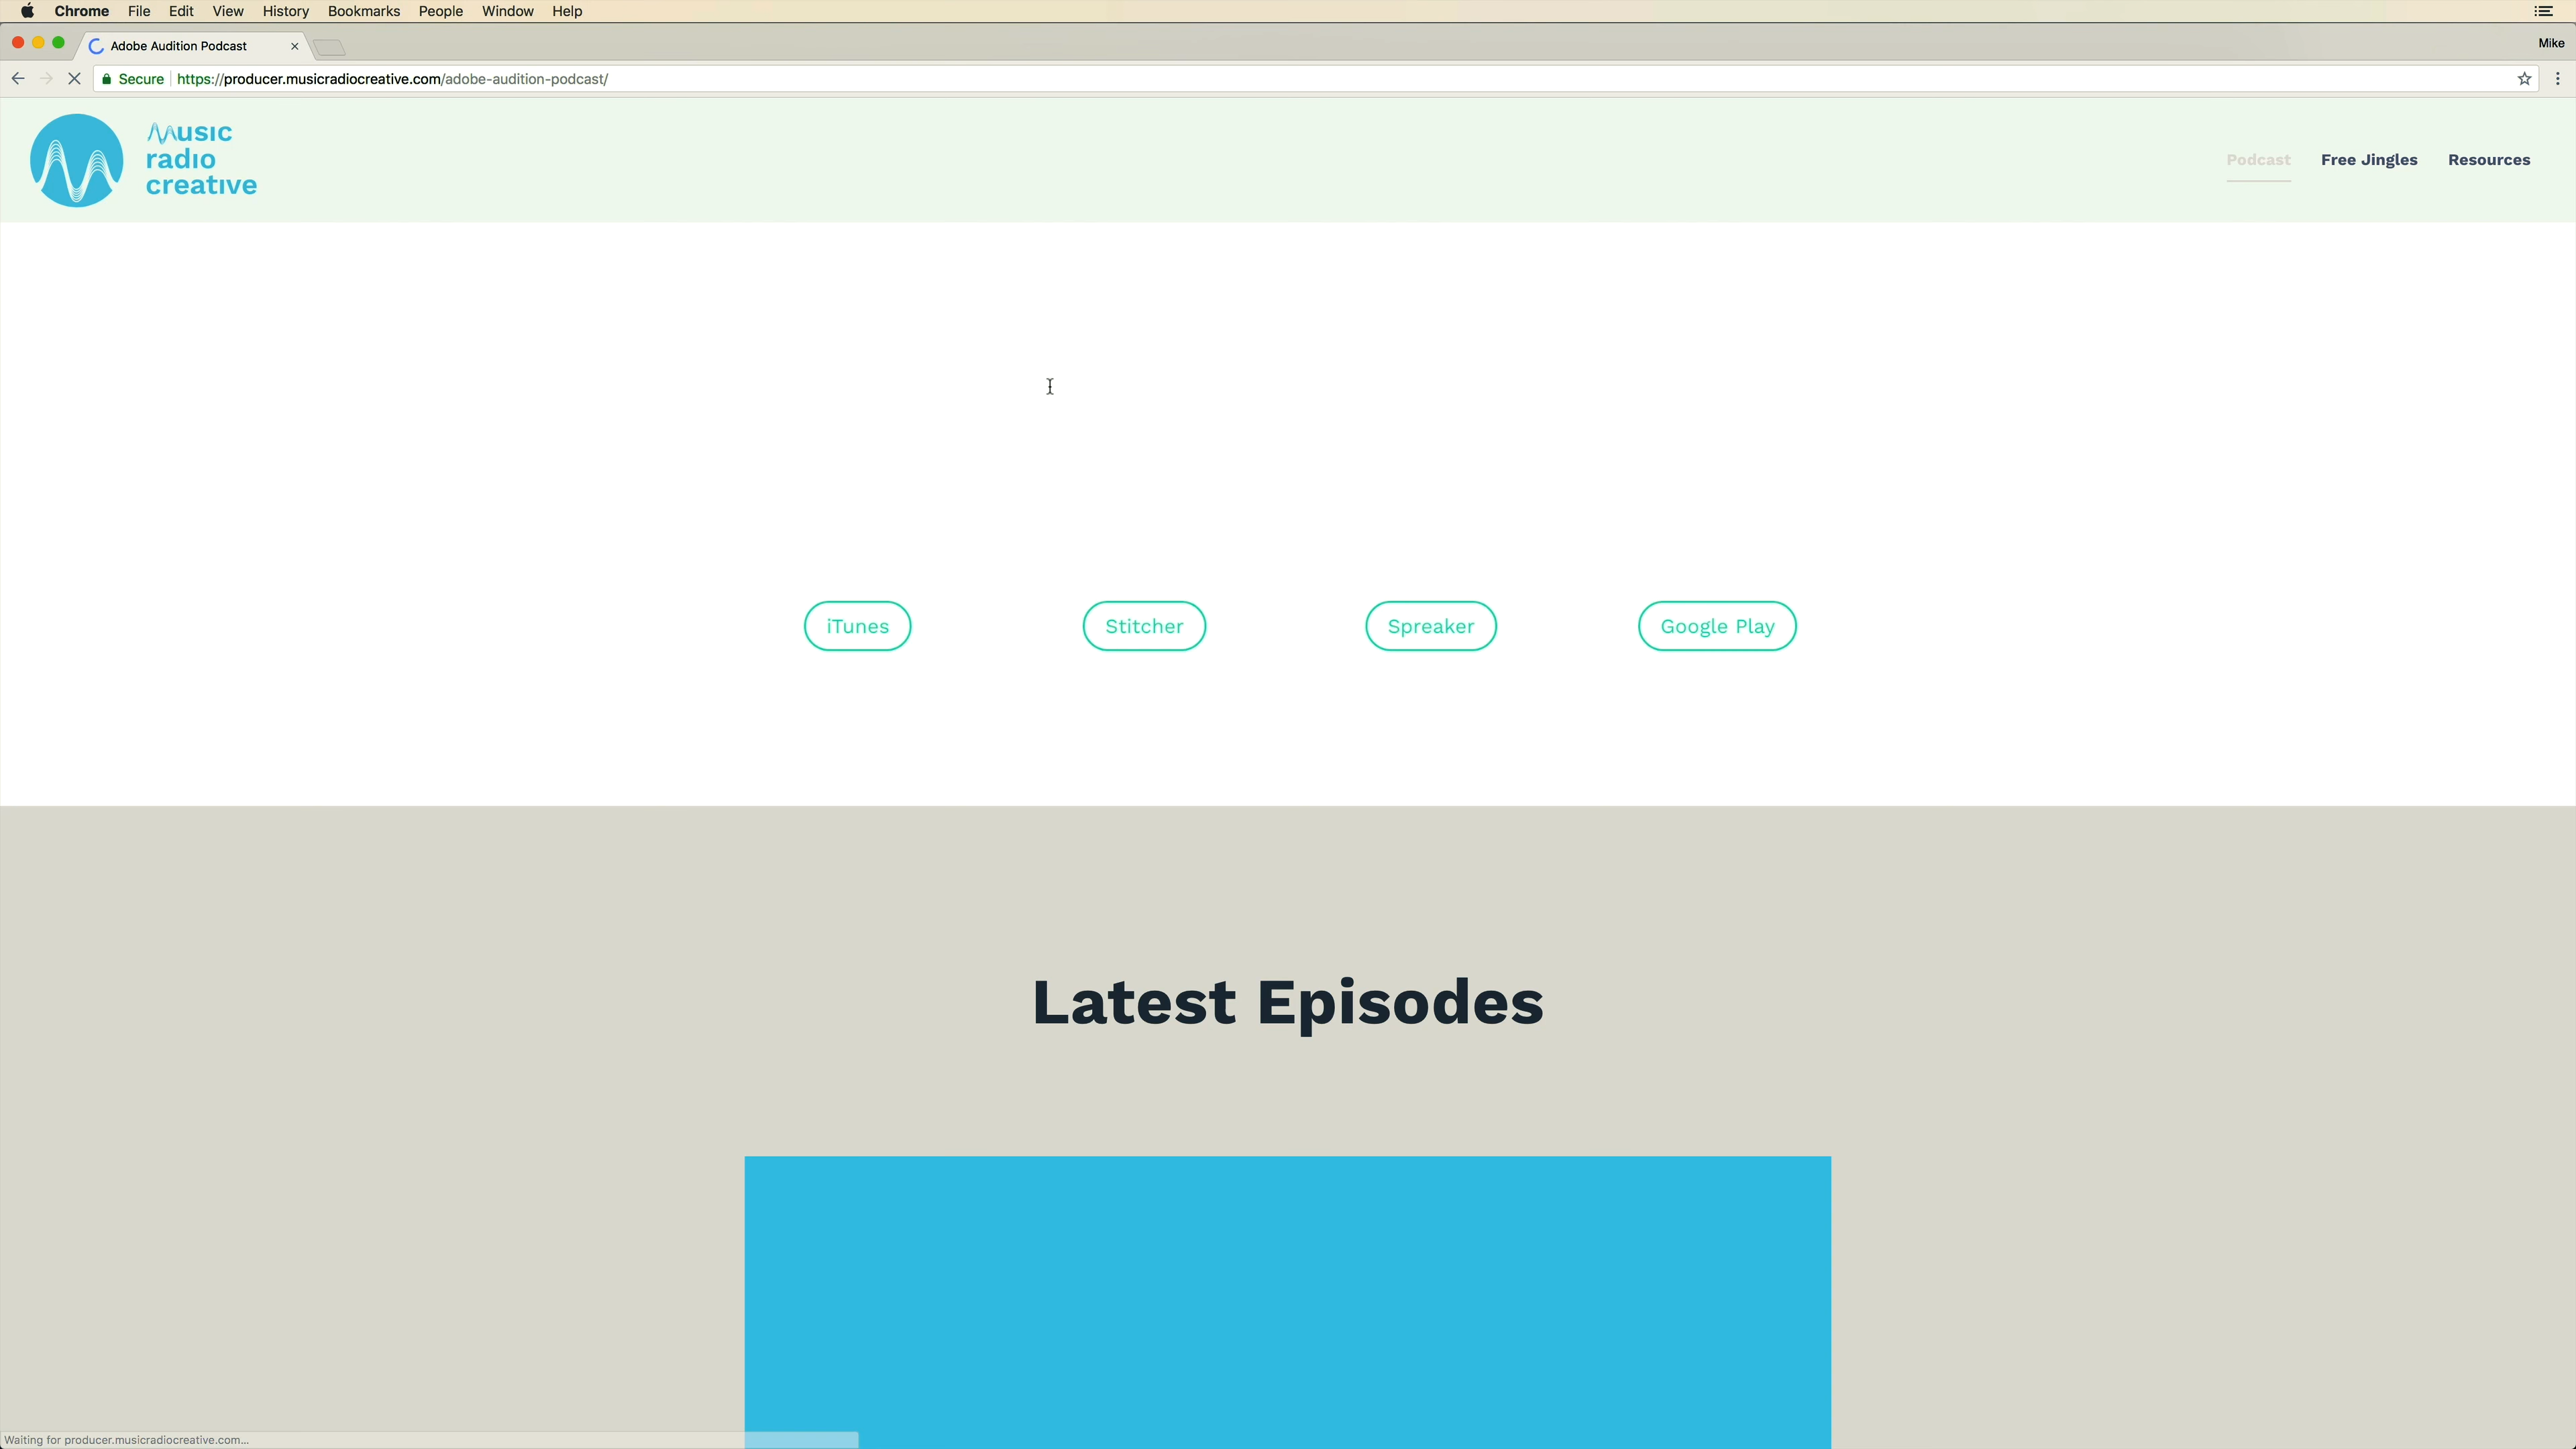 Chrome File Edit View History Bookmarks People Window Help
Adobe Audition Podcast
Mike
Secure https://producer.musicradiocreative.com/adobe-audition-podcast/
Music
radio
creative
Podcast Free Jingles Resources
iTunes Stitcher Spreaker Google Play
Latest Episodes
Waiting for producer.musicradiocreative.com...